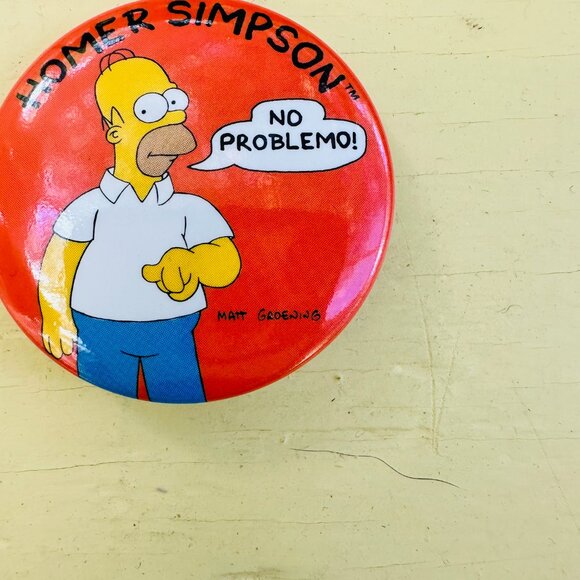 HOMER SIMPSON™
NO
PROBLEMO!
MATT GROENING